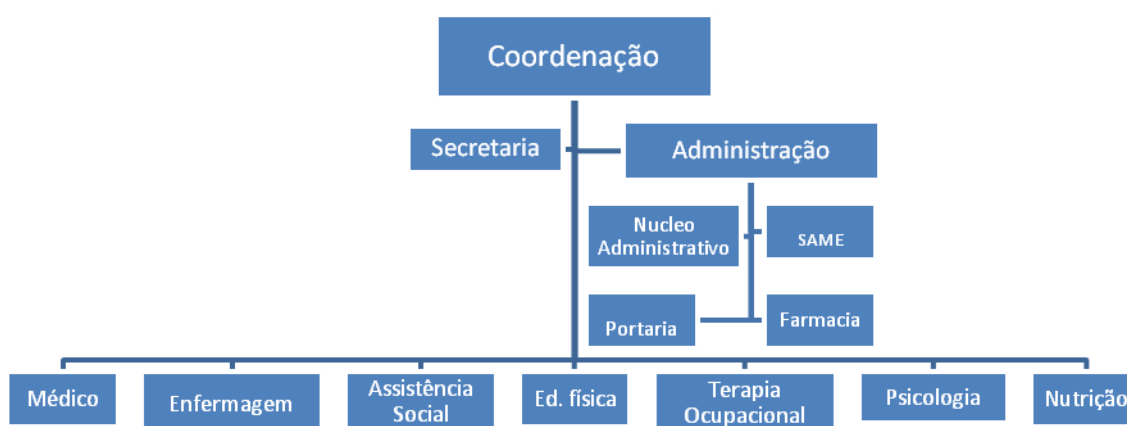 Coordenação
Secretaria
Administração
Nucleo
Administrativo
SAME
Portaria
Farmacia
Médico
Enfermagem
Assistência
Social
Ed. física
Terapia
Ocupacional
Psicologia
Nutrição